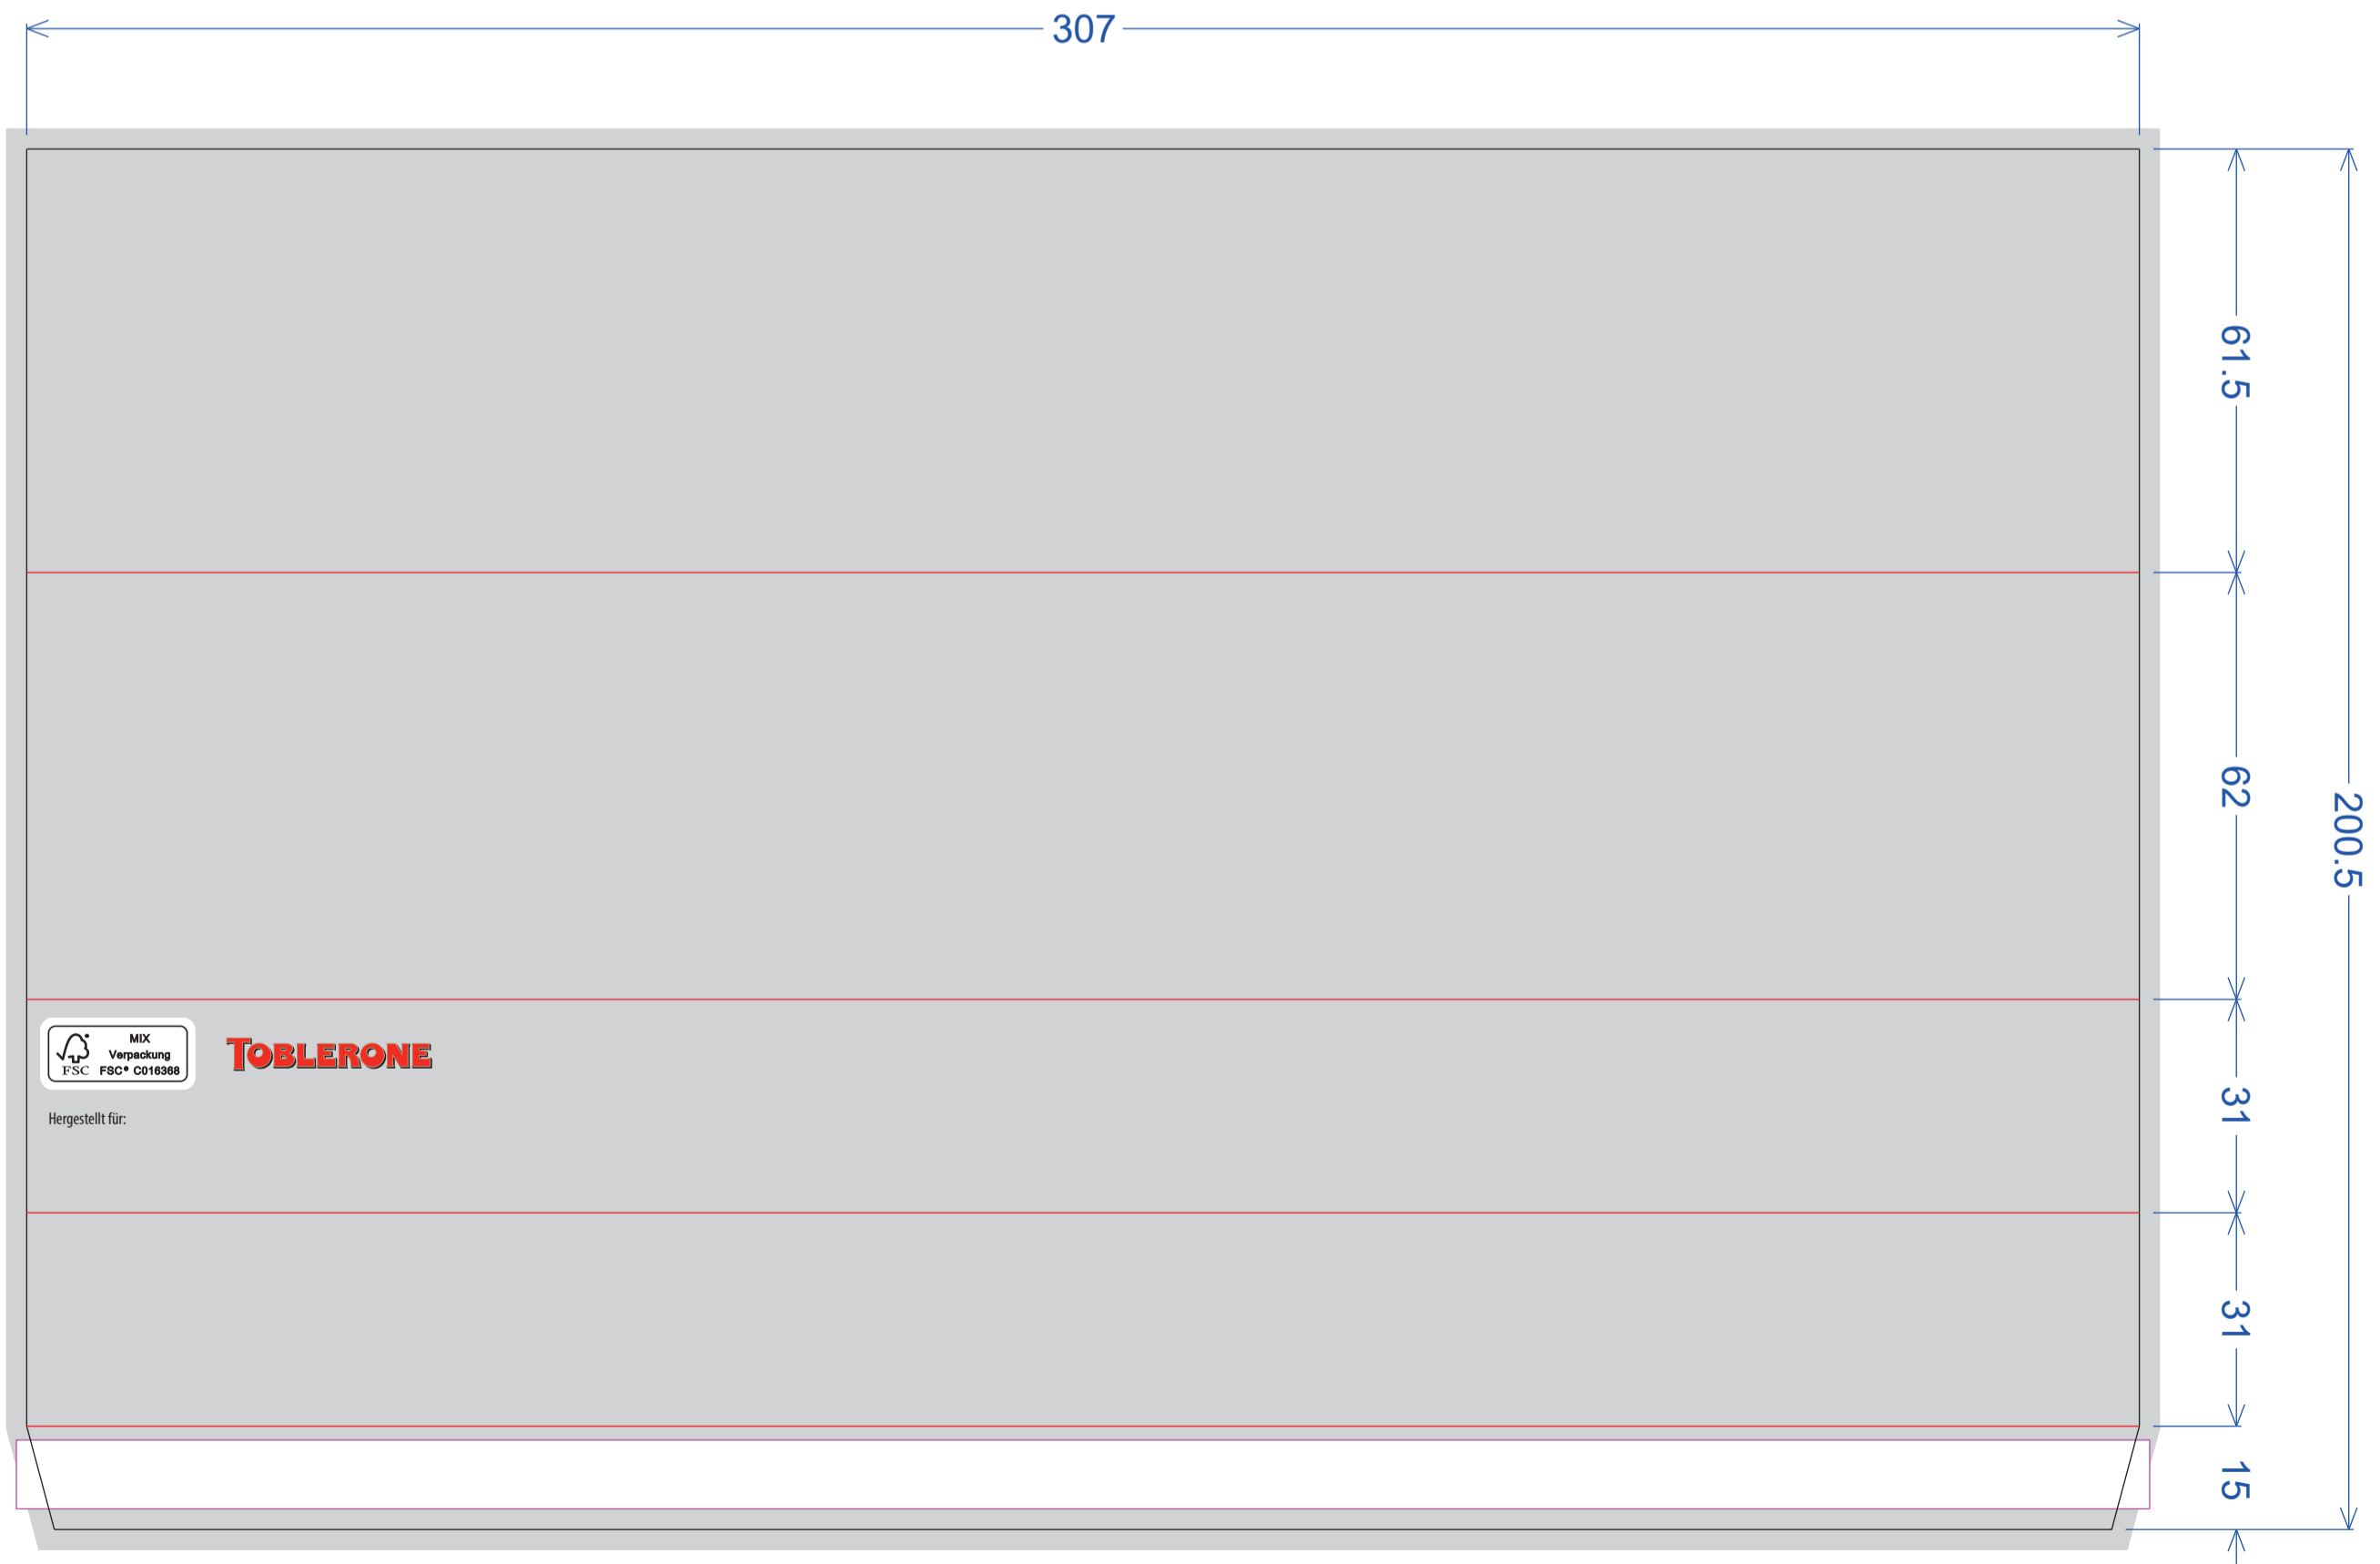 307
61.5
62
200.5
MIX
Verpackung
FSC
FSC® C016368
TOBLERONE
31
Hergestellt für:
31
15